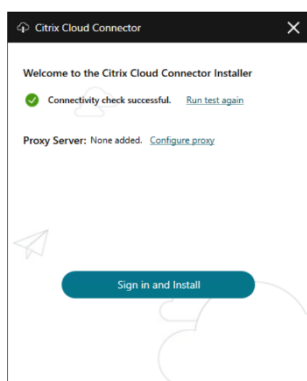 Citrix Cloud Connector
Welcome to the Citrix Cloud Connector Installer
Connectivity check successful. Run test again
Proxy Server: None added. Configure proxy
Sign in and Install